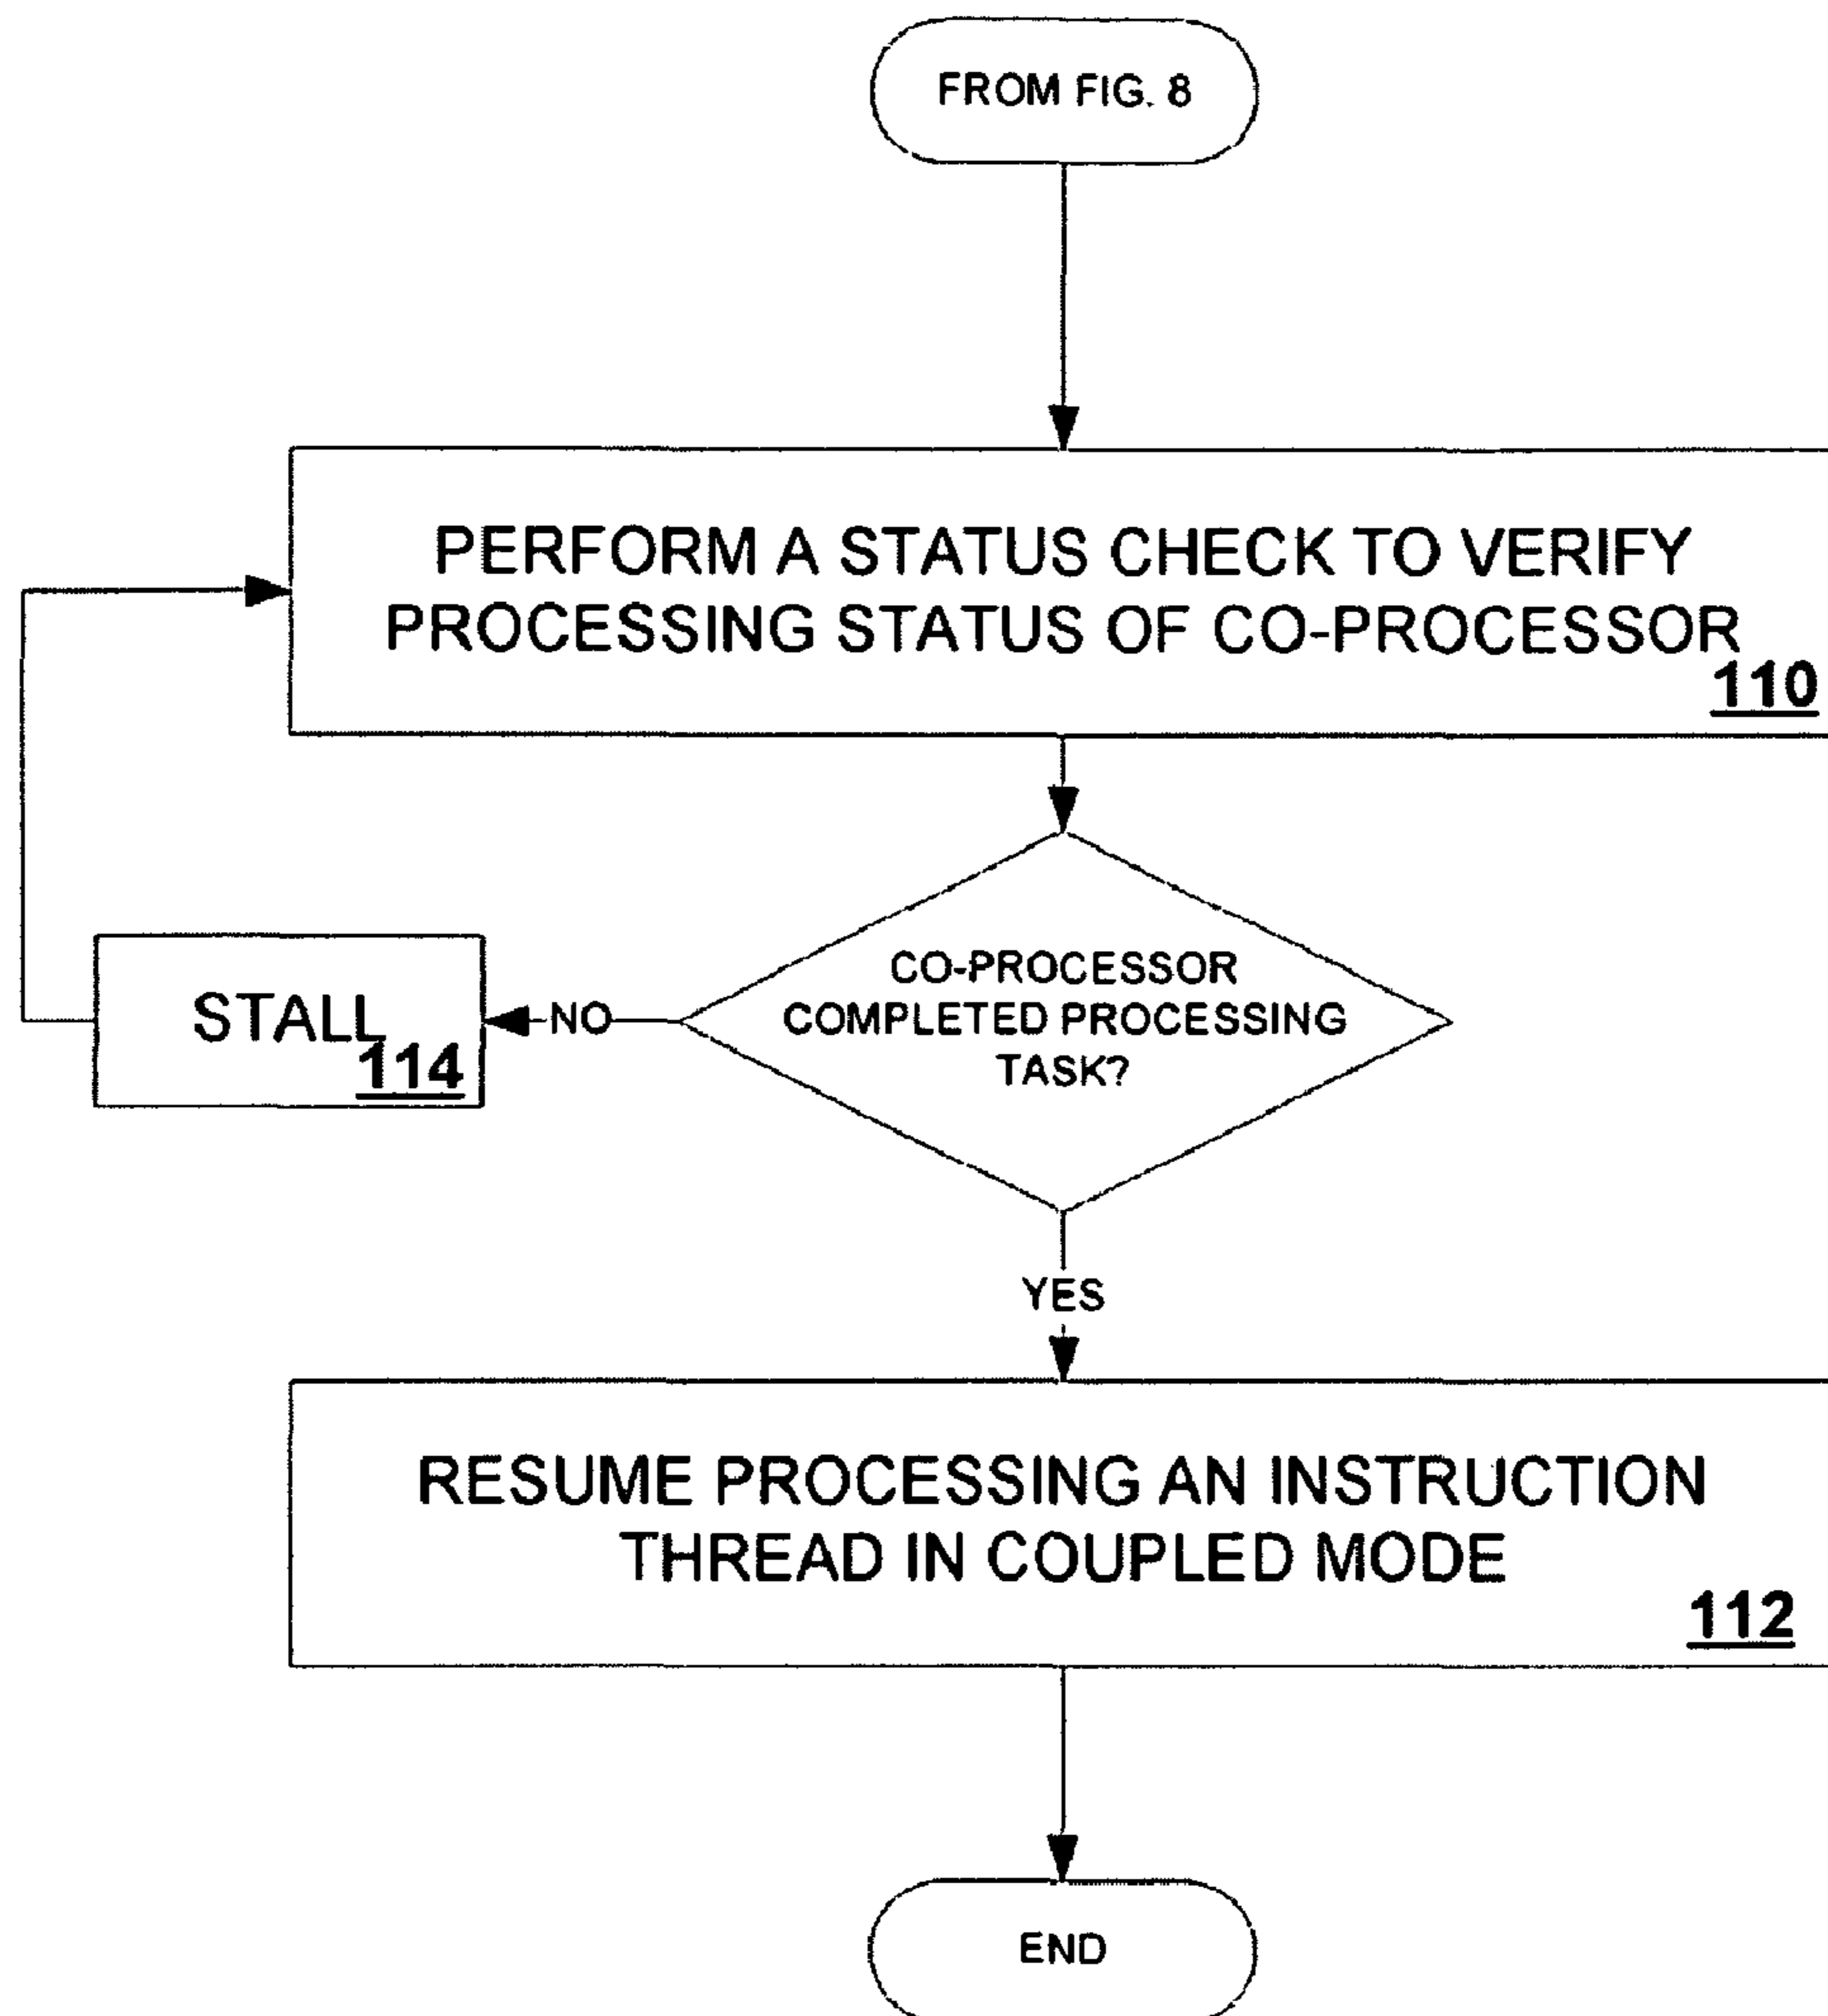 FROM FIG. 8
PERFORM A STATUS CHECK TO VERIFY
PROCESSING STATUS OF CO-PROCESSOR
110
CO-PROCESSOR
COMPLETED PROCESSING
TASK?
NO
STALL
114
YES
RESUME PROCESSING AN INSTRUCTION
THREAD IN COUPLED MODE
112
END